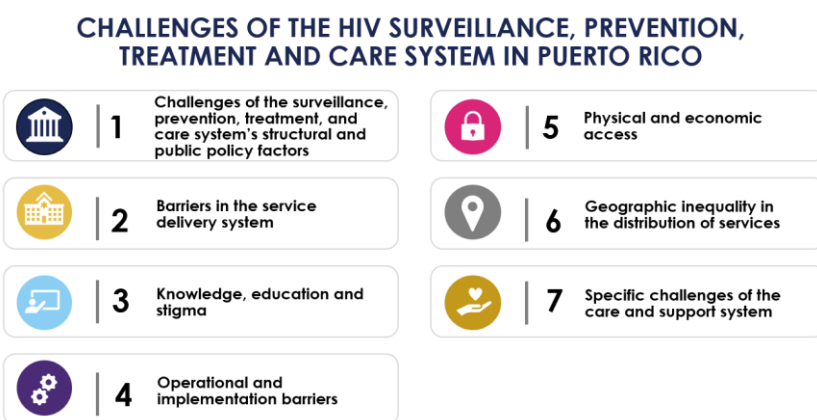 CHALLENGES OF THE HIV SURVEILLANCE, PREVENTION,
TREATMENT AND CARE SYSTEM IN PUERTO RICO
1
Challenges of the surveillance,
prevention, treatment, and
care system's structural and
public policy factors
2
Barriers in the service
delivery system
3
Knowledge, education and
stigma
4
Operational and
implementation barriers
5
Physical and economic
access
6
Geographic inequality in
the distribution of services
7
Specific challenges of the
care and support system